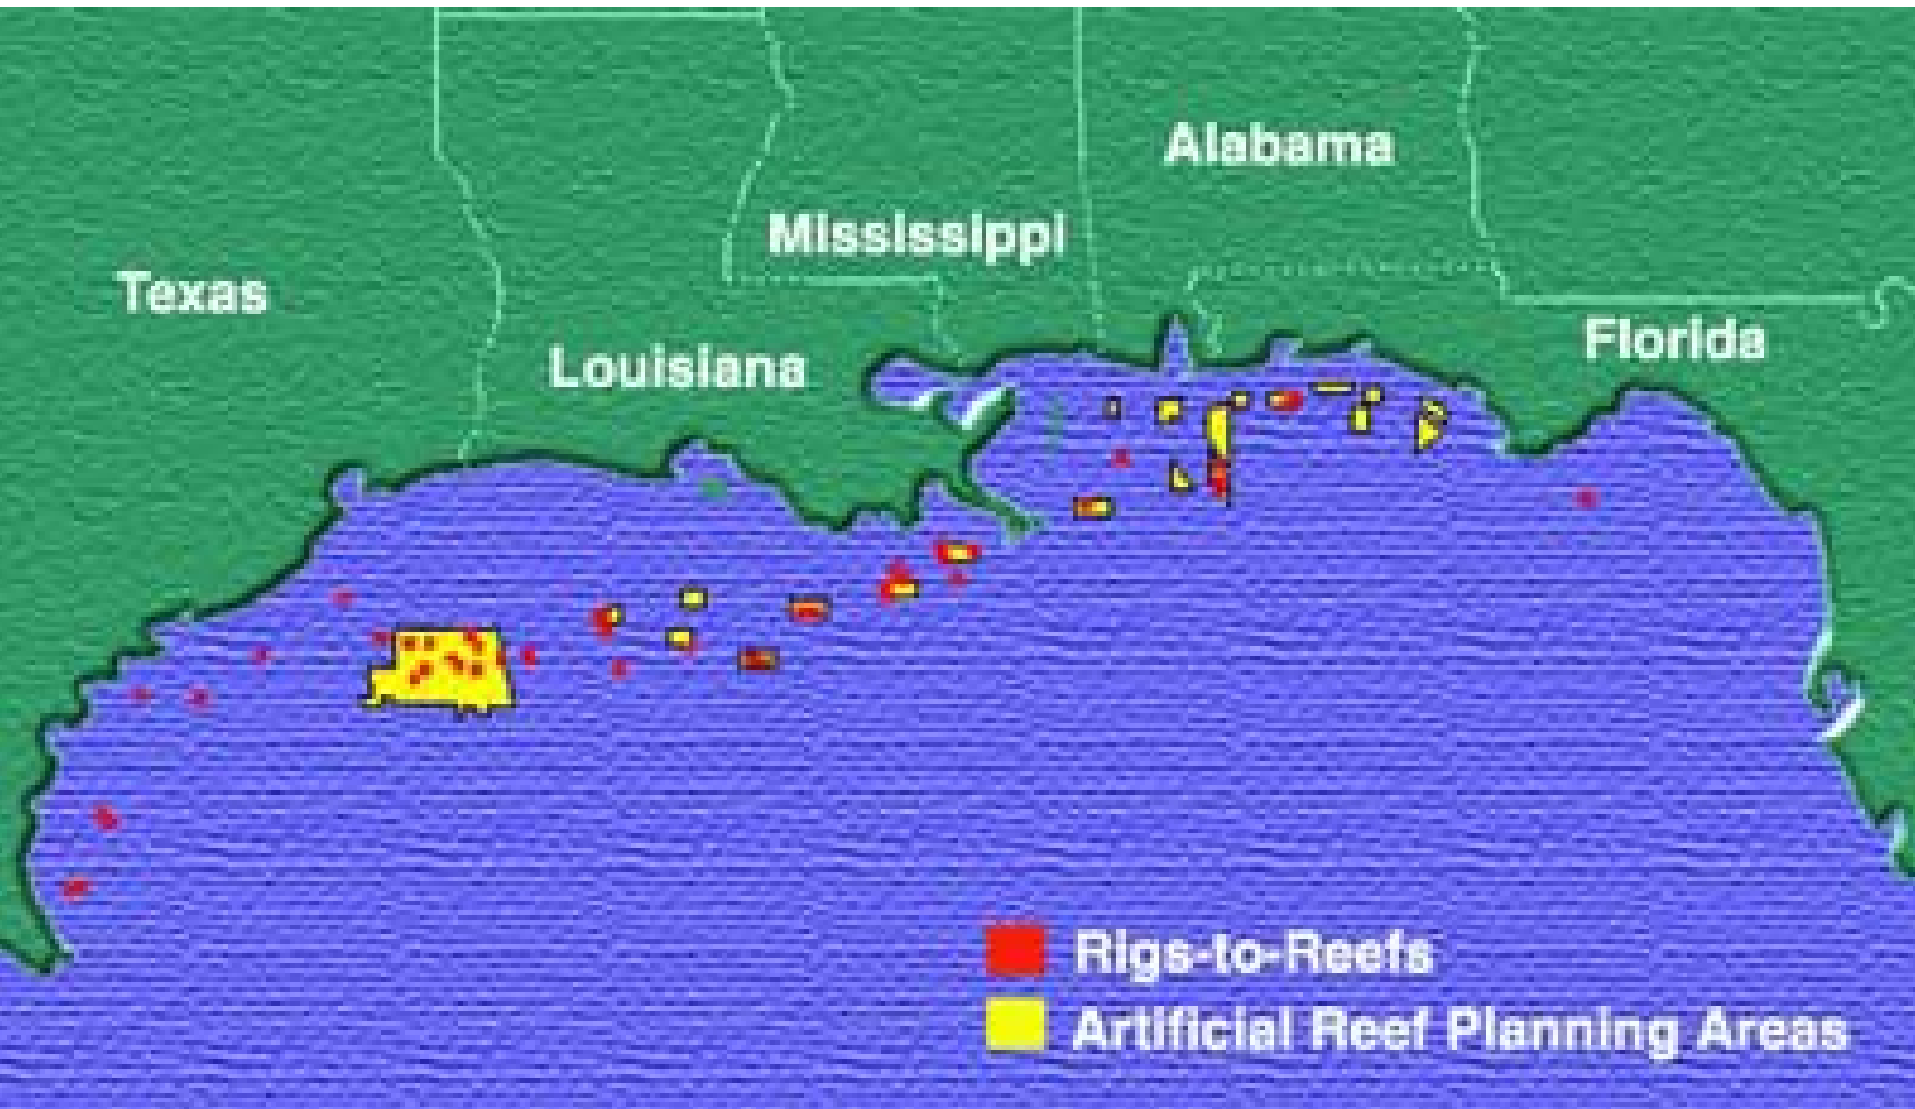 Alabama
Mississippi
Texas
Florida
Louisiana
Rigs-to-Reefs
Artificial Reef Planning Areas